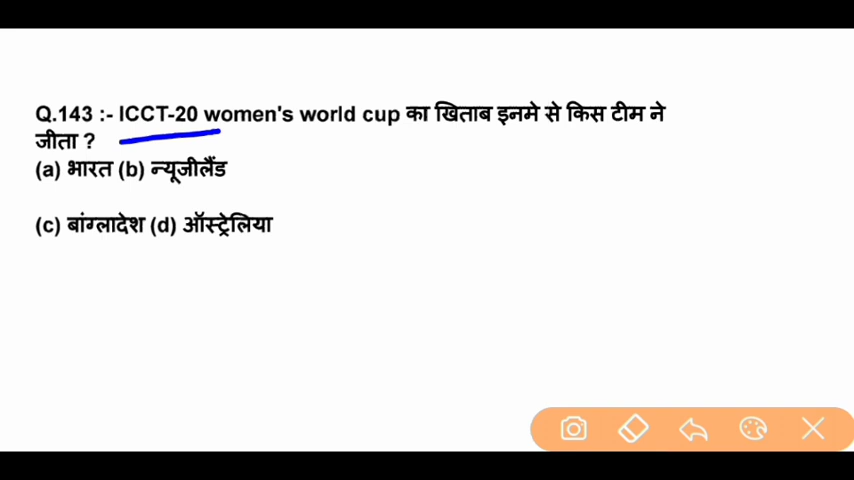 Q.143 :- ICCT-20 women's world cup का खिताब इनमे से किस टीम ने
जीता ?
(a) भारत (b) न्यूजीलैंड
(c) बांग्लादेश (d) ऑस्ट्रेलिया